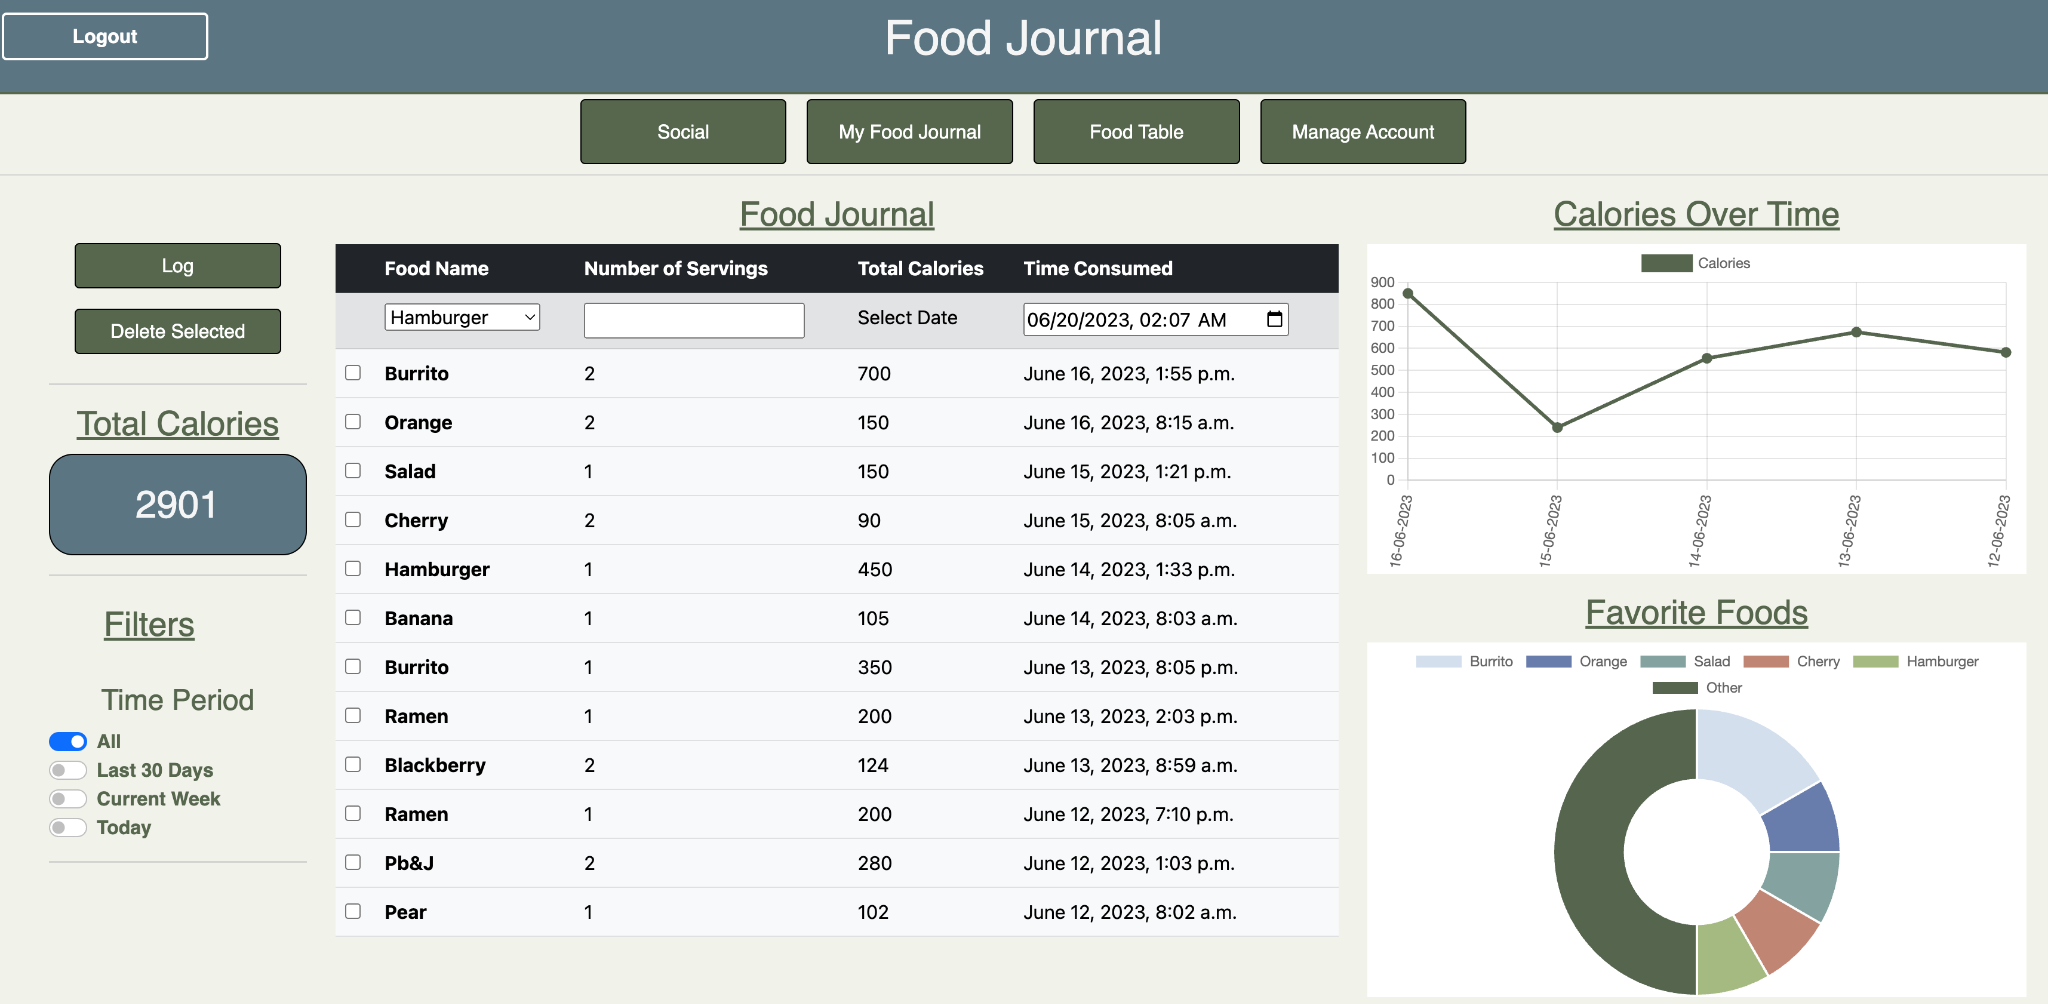 Logout
Food Journal
Social
My Food Journal
Food Table
Manage Account
Log
Delete Selected
Total Calories
2901
Filters
Time Period
All
Last 30 Days
Current Week
Today
Food Journal
Food Name Number of Servings Total Calories Time Consumed
Hamburger Select Date 06/20/2023, 02:07 AM
Burrito 2 700 June 16, 2023, 1:55 p.m.
Orange 2 150 June 16, 2023, 8:15 a.m.
Salad 1 150 June 15, 2023, 1:21 p.m.
Cherry 2 90 June 15, 2023, 8:05 a.m.
Hamburger 1 450 June 14, 2023, 1:33 p.m.
Banana 1 105 June 14, 2023, 8:03 a.m.
Burrito 1 350 June 13, 2023, 8:05 p.m.
Ramen 1 200 June 13, 2023, 2:03 p.m.
Blackberry 2 124 June 13, 2023, 8:59 a.m.
Ramen 1 200 June 12, 2023, 7:10 p.m.
Pb&J 2 280 June 12, 2023, 1:03 p.m.
Pear 1 102 June 12, 2023, 8:02 a.m.
Calories Over Time
Calories
900
800
700
600
500
400
300
200
100
0
16-06-2023
15-06-2023
14-06-2023
13-06-2023
12-06-2023
Favorite Foods
Burrito Orange Salad Cherry Hamburger
Other